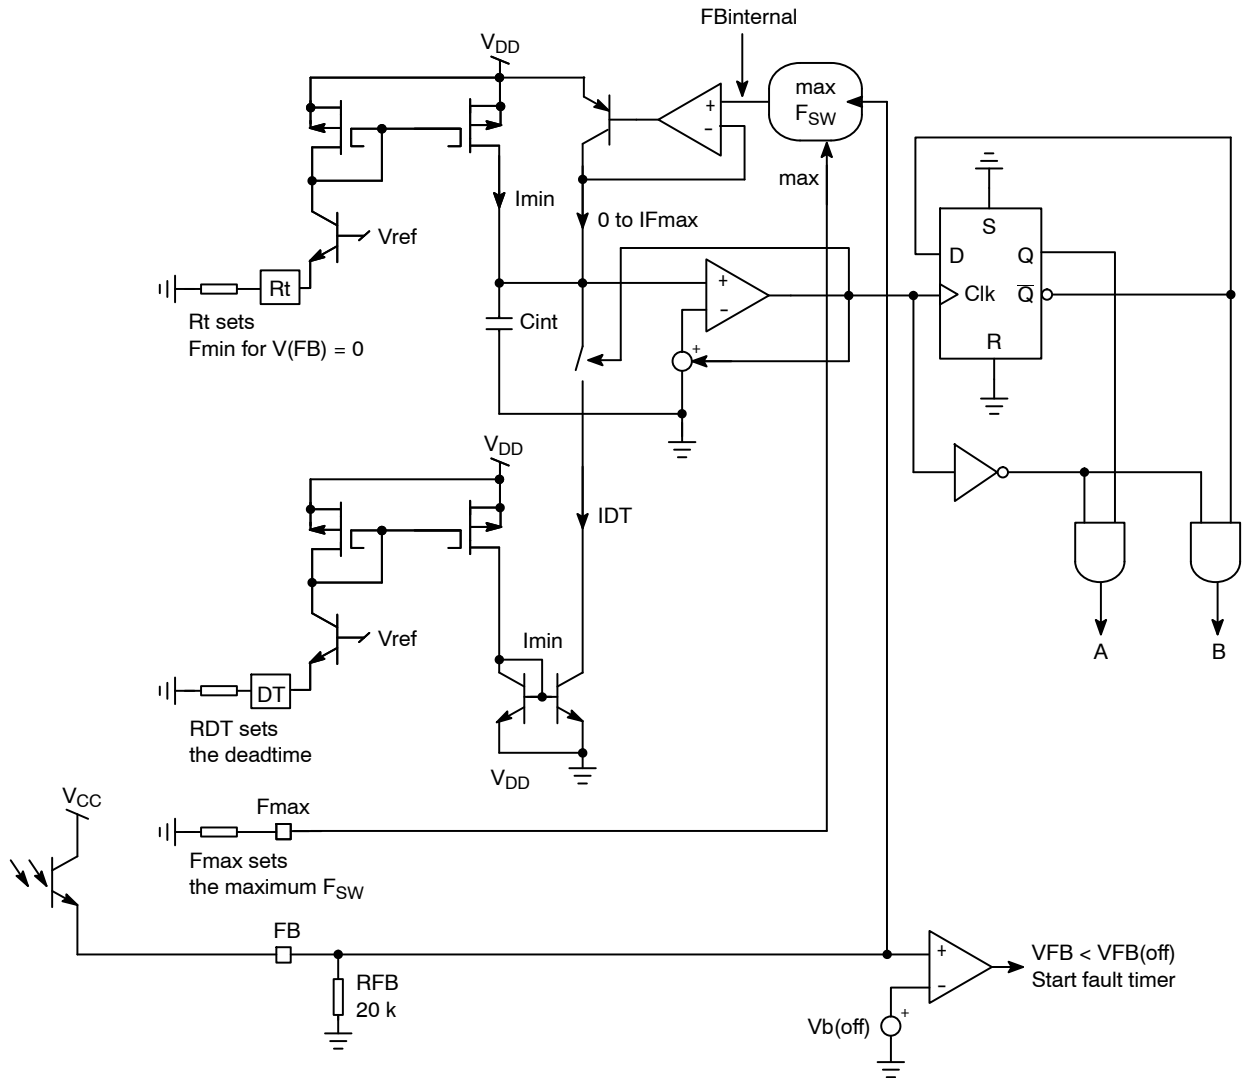 FBinternal
VDD
max
FSW
+
-
max
Imin
0 to IFmax
Vref
S
D
Q
Clk
Q
R
Rt
Rt sets
Fmin for V(FB) = 0
Cint
+
-
+
VDD
IDT
Vref
Imin
A
B
DT
RDT sets
the deadtime
VDD
VCC
Fmax
Fmax sets
the maximum FSW
FB
RFB
20 k
+
-
VFB < VFB(off)
Start fault timer
Vb(off)
+